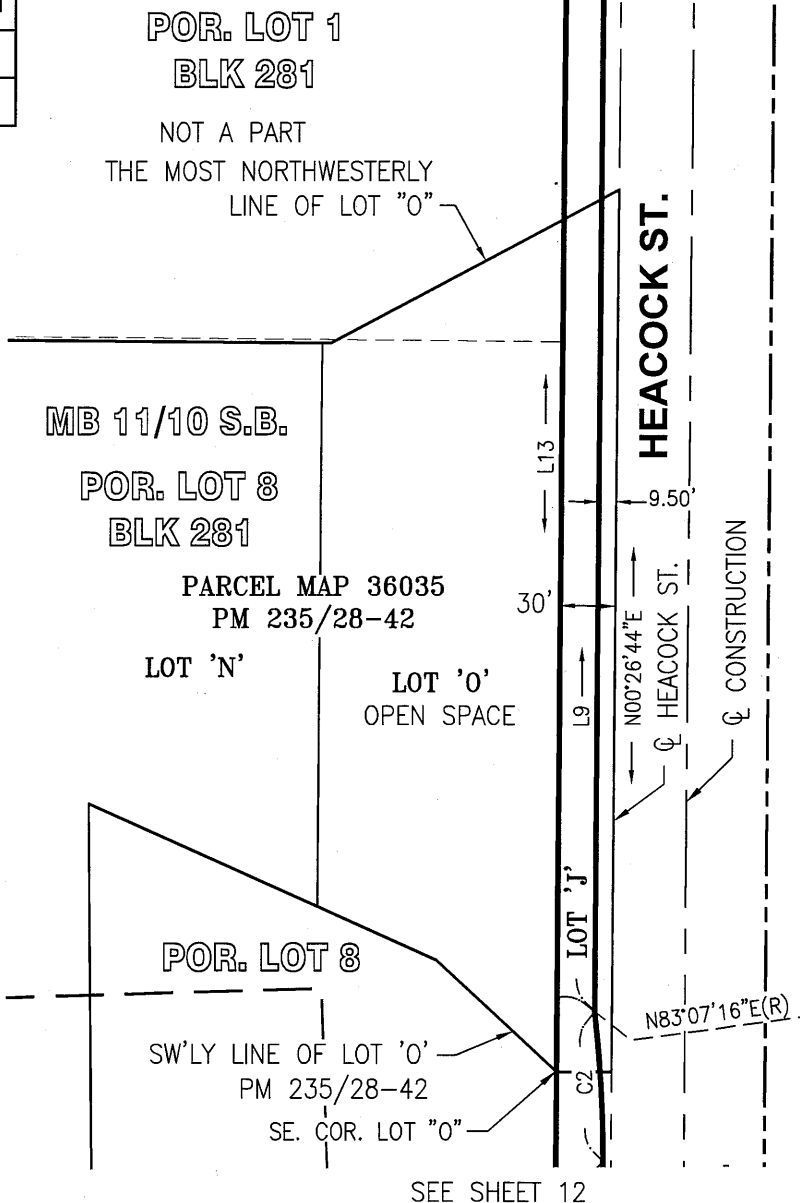 POR. LOT 1
BLK 281
NOT A PART
THE MOST NORTHWESTERLY
LINE OF LOT "O"
HEACOCK ST.
MB 11/10 S.B.
POR. LOT 8
BLK 281
L13
9.50'
PARCEL MAP 36035
PM 235/28-42
30'
LOT 'N'
LOT 'O'
OPEN SPACE
L9
N00°26'44"E
℄ HEACOCK ST.
℄ CONSTRUCTION
LOT 'J'
POR. LOT 8
N83°07'16"E(R)
SW'LY LINE OF LOT 'O'
PM 235/28-42
C2
SE. COR. LOT "O"
SEE SHEET 12